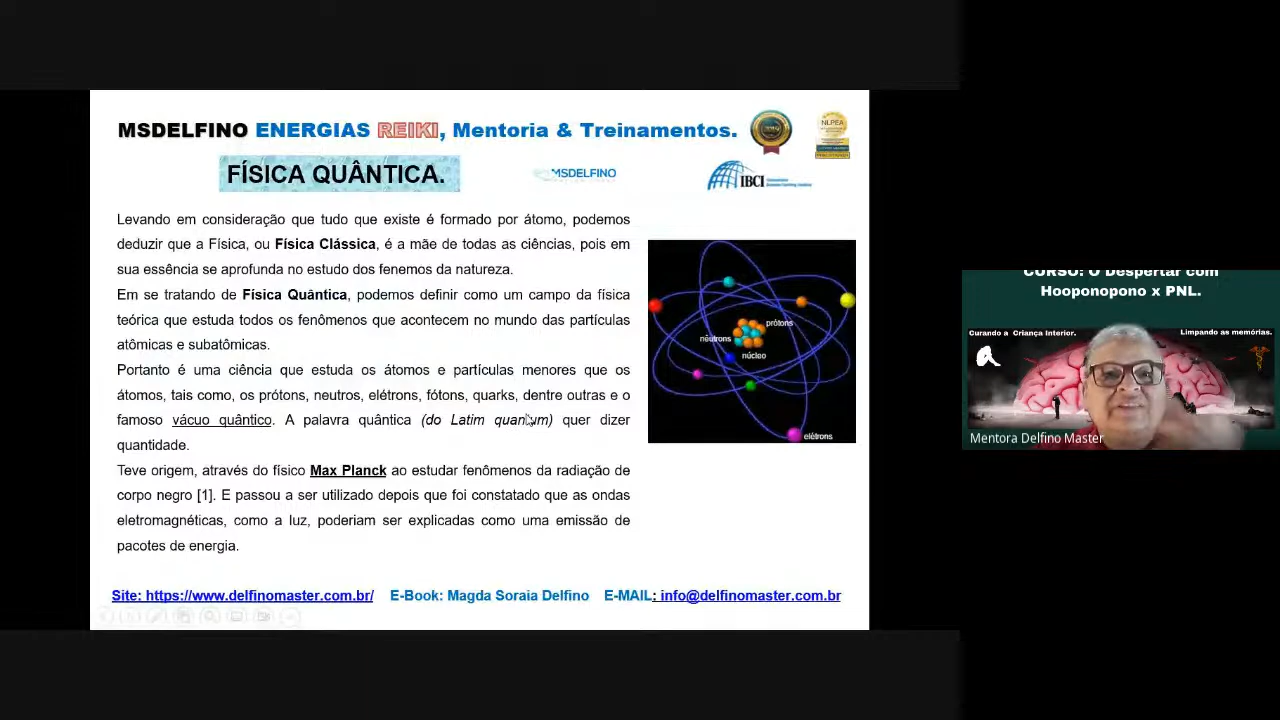 MSDELFINO ENERGIAS REIKI, Mentoria & Treinamentos.
NLPEA
FÍSICA QUÂNTICA.
MSDELFINO
IBCI
Levando em consideração que tudo que existe é formado por átomo, podemos
deduzir que a Física, ou Física Clássica, é a mãe de todas as ciências, pois em
sua essência se aprofunda no estudo dos fenemos da natureza.
Em se tratando de Física Quântica, podemos definir como um campo da física
teórica que estuda todos os fenômenos que acontecem no mundo das partículas
atômicas e subatômicas.
Portanto é uma ciência que estuda os átomos e partículas menores que os
átomos, tais como, os prótons, neutros, elétrons, fótons, quarks, dentre outras e o
famoso vácuo quântico. A palavra quântica (do Latim quantum) quer dizer
quantidade.
Teve origem, através do físico Max Planck ao estudar fenômenos da radiação de
corpo negro [1]. E passou a ser utilizado depois que foi constatado que as ondas
eletromagnéticas, como a luz, poderiam ser explicadas como uma emissão de
pacotes de energia.
prótons
nêutrons
núcleo
elétrons
Site: https://www.delfinomaster.com.br/ E-Book: Magda Soraia Delfino E-MAIL: info@delfinomaster.com.br
CURSO: O Despertar com
Hooponopono x PNL.
Curando a Criança Interior.
Limpando as memórias.
Mentora Delfino Master